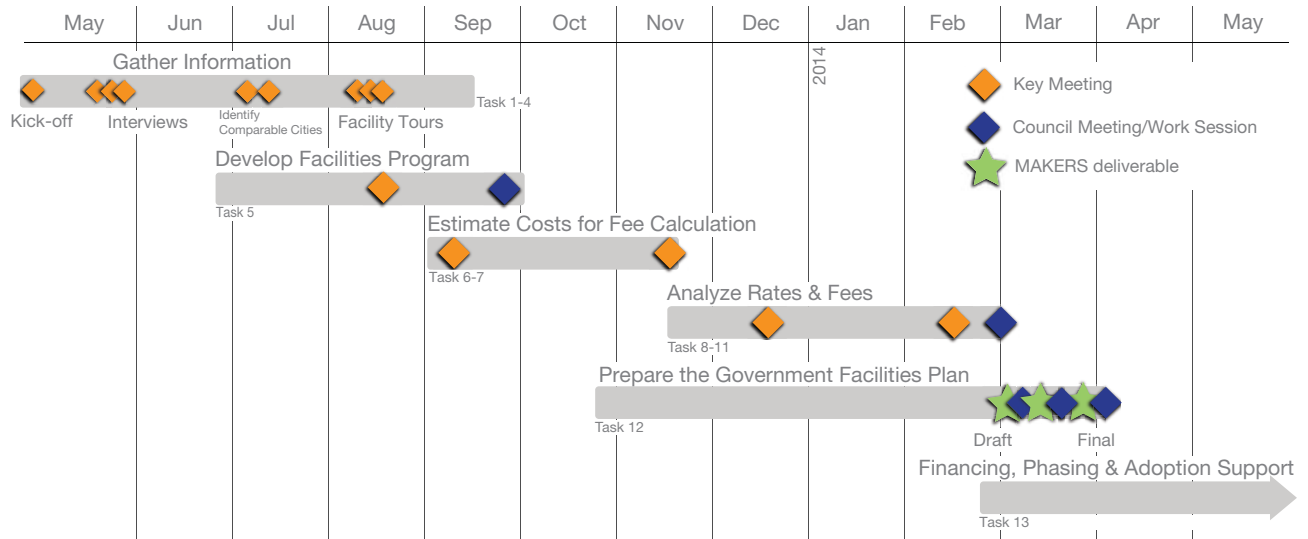 May Jun Jul Aug Sep Oct Nov Dec Jan Feb Mar Apr May
2014
Gather Information
Task 1-4
Kick-off
Interviews
Identify
Comparable Cities
Facility Tours
Key Meeting
Council Meeting/Work Session
MAKERS deliverable
Develop Facilities Program
Task 5
Estimate Costs for Fee Calculation
Task 6-7
Analyze Rates & Fees
Task 8-11
Prepare the Government Facilities Plan
Task 12
Draft
Final
Financing, Phasing & Adoption Support
Task 13